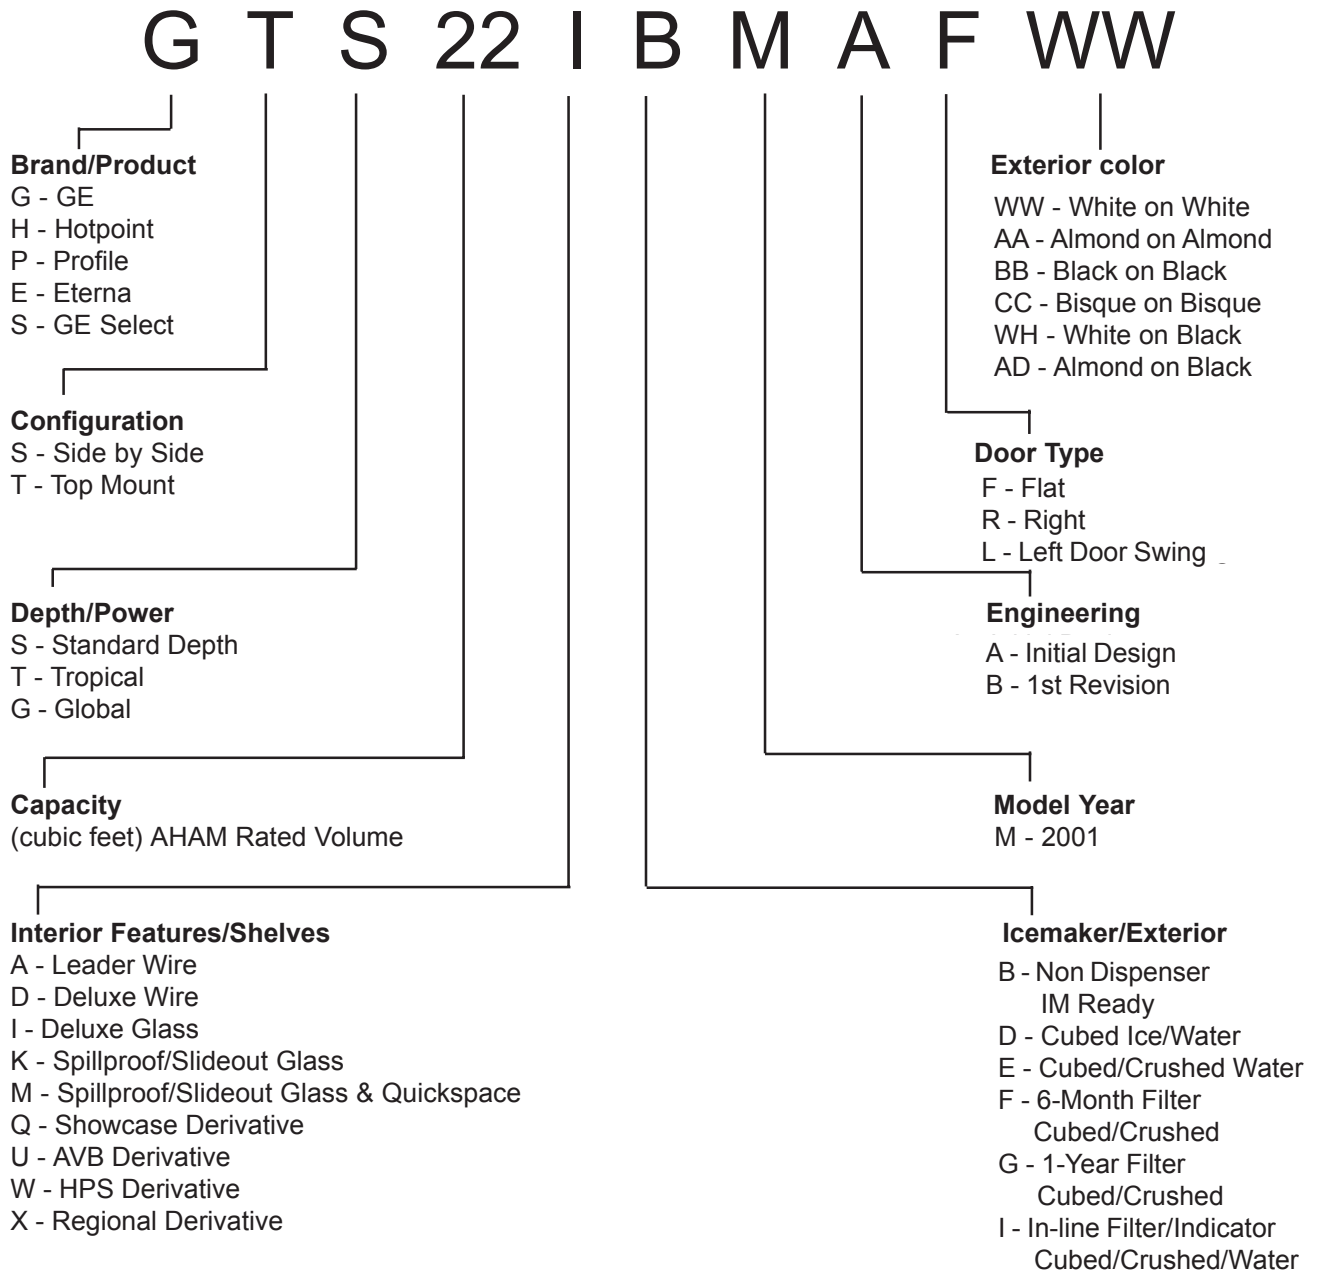 G T S 22 I B M A F WW
Brand/Product
G - GE
H - Hotpoint
P - Profile
E - Eterna
S - GE Select
Configuration
S - Side by Side
T - Top Mount
Depth/Power
S - Standard Depth
T - Tropical
G - Global
Capacity
(cubic feet) AHAM Rated Volume
Interior Features/Shelves
A - Leader Wire
D - Deluxe Wire
I - Deluxe Glass
K - Spillproof/Slideout Glass
M - Spillproof/Slideout Glass & Quickspace
Q - Showcase Derivative
U - AVB Derivative
W - HPS Derivative
X - Regional Derivative
Exterior color
WW - White on White
AA - Almond on Almond
BB - Black on Black
CC - Bisque on Bisque
WH - White on Black
AD - Almond on Black
Door Type
F - Flat
R - Right
L - Left Door Swing
Engineering
A - Initial Design
B - 1st Revision
Model Year
M - 2001
Icemaker/Exterior
B - Non Dispenser
IM Ready
D - Cubed Ice/Water
E - Cubed/Crushed Water
F - 6-Month Filter
Cubed/Crushed
G - 1-Year Filter
Cubed/Crushed
I - In-line Filter/Indicator
Cubed/Crushed/Water